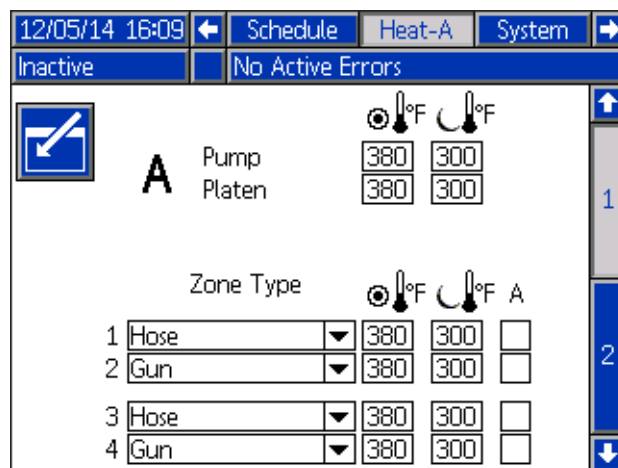 12/05/14 16:09 Schedule Heat-A System
Inactive No Active Errors
°F °F
A Pump 380 300
Platen 380 300
1
Zone Type °F °F A
1 Hose 380 300
2 Gun 380 300
2
3 Hose 380 300
4 Gun 380 300